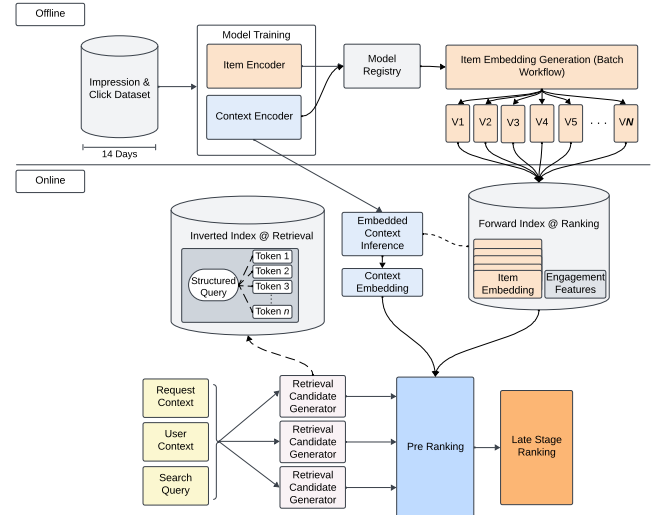 Offline
Model Training
Impression &
Click Dataset
Item Encoder
Context Encoder
Model
Registry
Item Embedding Generation (Batch
Workflow)
V1
V2
V3
V4
V5
. . .
VN
14 Days
Online
Inverted Index @ Retrieval
Structured
Query
Token 1
Token 2
Token 3
Token n
Embedded
Context
Inference
Context
Embedding
Forward Index @ Ranking
Item
Embedding
Engagement
Features
Request
Context
User
Context
Search
Query
Retrieval
Candidate
Generator
Retrieval
Candidate
Generator
Retrieval
Candidate
Generator
Pre Ranking
Late Stage
Ranking